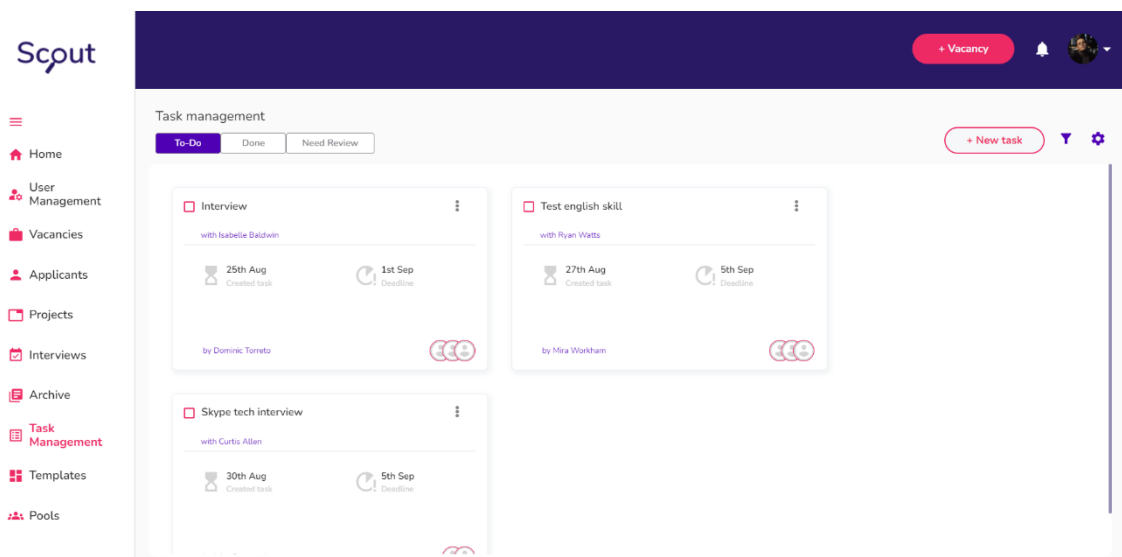 Scout
+ Vacancy
Home
User
Management
Vacancies
Applicants
Projects
Interviews
Archive
Task
Management
Templates
Pools
Task management
To-Do
Done
Need Review
+ New task
Interview
with Isabelle Baldwin
25th Aug
Created task
1st Sep
Deadline
by Dominic Torreto
Test english skill
with Ryan Watts
27th Aug
Created task
5th Sep
Deadline
by Mira Workham
Skype tech interview
with Curtis Allen
30th Aug
Created task
5th Sep
Deadline